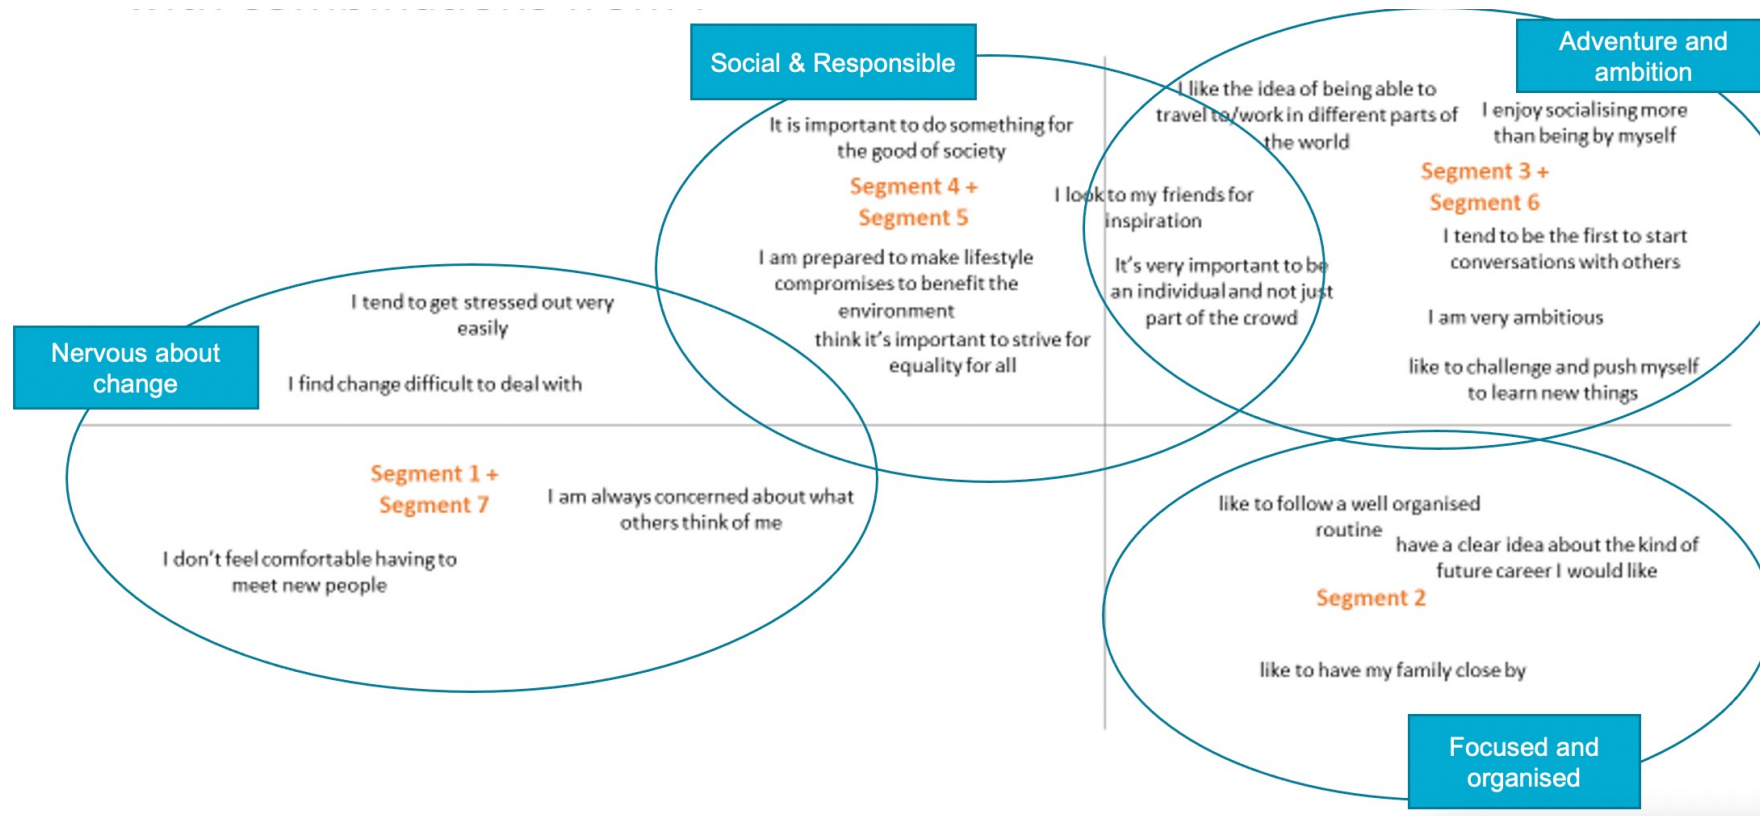 Social & Responsible
Adventure and
ambition
It is important to do something for
the good of society
Segment 4 +
Segment 5
I am prepared to make lifestyle
compromises to benefit the
environment
think it's important to strive for
equality for all
I like the idea of being able to
travel to/work in different parts of
the world
I look to my friends for
inspiration
It's very important to be
an individual and not just
part of the crowd
I enjoy socialising more
than being by myself
Segment 3 +
Segment 6
I tend to be the first to start
conversations with others
I am very ambitious
like to challenge and push myself
to learn new things
Nervous about
change
I tend to get stressed out very
easily
I find change difficult to deal with
Segment 1 +
Segment 7
I am always concerned about what
others think of me
I don't feel comfortable having to
meet new people
like to follow a well organised
routine
have a clear idea about the kind of
future career I would like
Segment 2
like to have my family close by
Focused and
organised